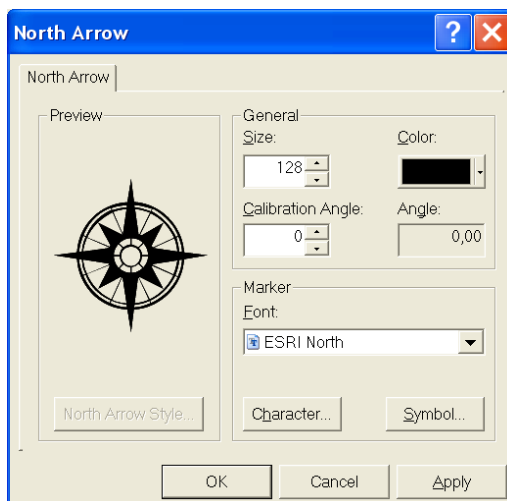 North Arrow
North Arrow
Preview
North Arrow Style...
General
Size:
Color:
128
Calibration Angle:
Angle:
0
0,00
Marker
Font:
ESRI North
Character...
Symbol...
OK
Cancel
Apply